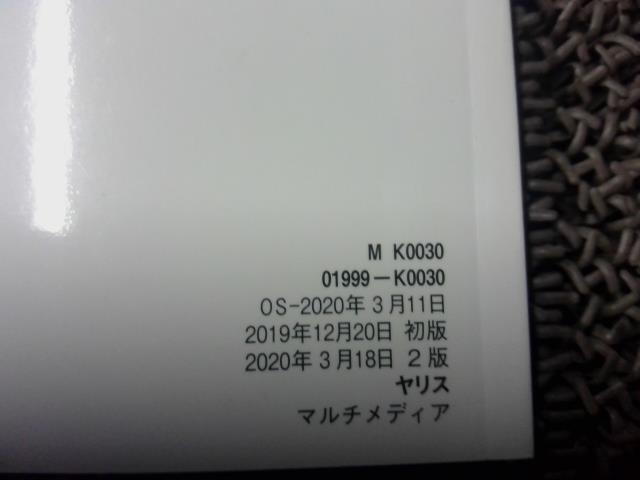 M K0030
01999-K0030
OS-2020年3月11日
2019年12月20日 初版
2020年3月18日 2版
ヤリス
マルチメディア